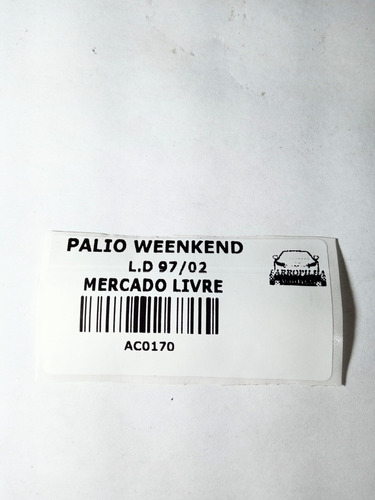 PALIO WEENKEND
L.D 97/02
MERCADO LIVRE
AC0170